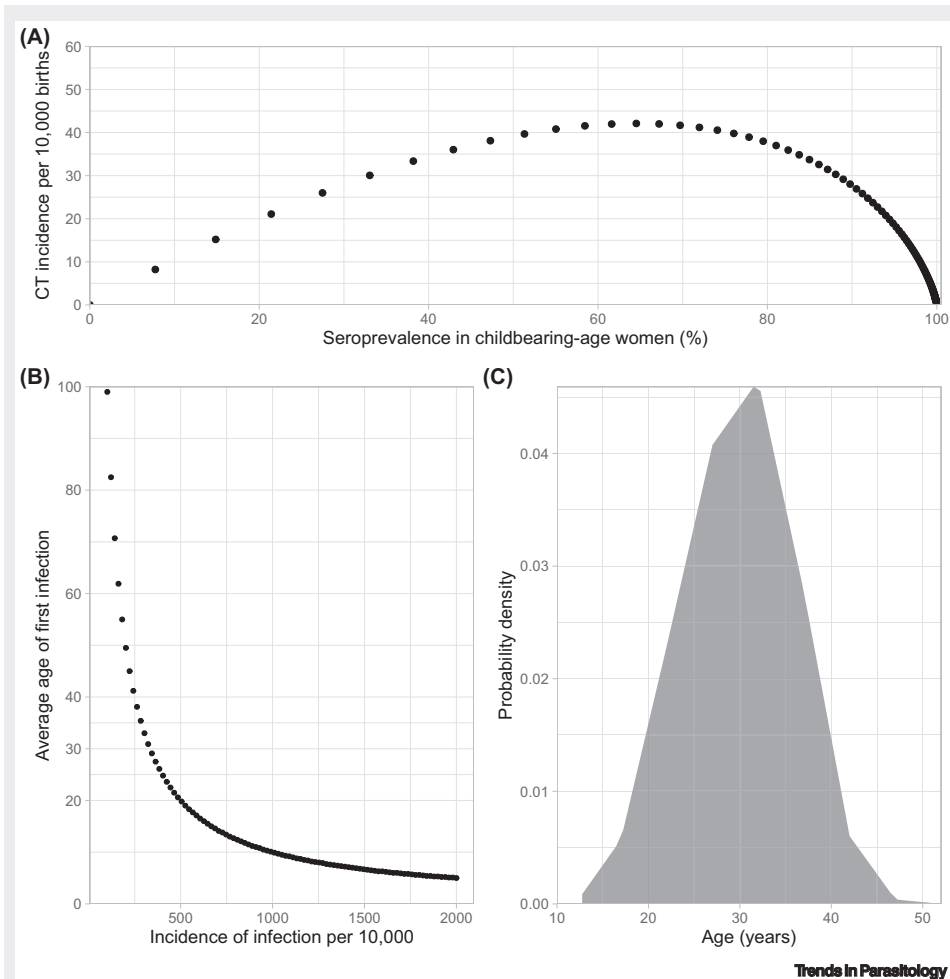 (A)
CT incidence per 10,000 births
60
50
40
30
20
10
0
0 20 40 60 80 100
Seroprevalence in childbearing-age women (%)
(B)
Average age of first infection
100
80
60
40
30
20
0
500 1000 1500 2000
Incidence of infection per 10,000
(C)
Probability density
0.04
0.03
0.02
0.01
0.00
10 20 30 40 50
Age (years)
Trends in Parasitology